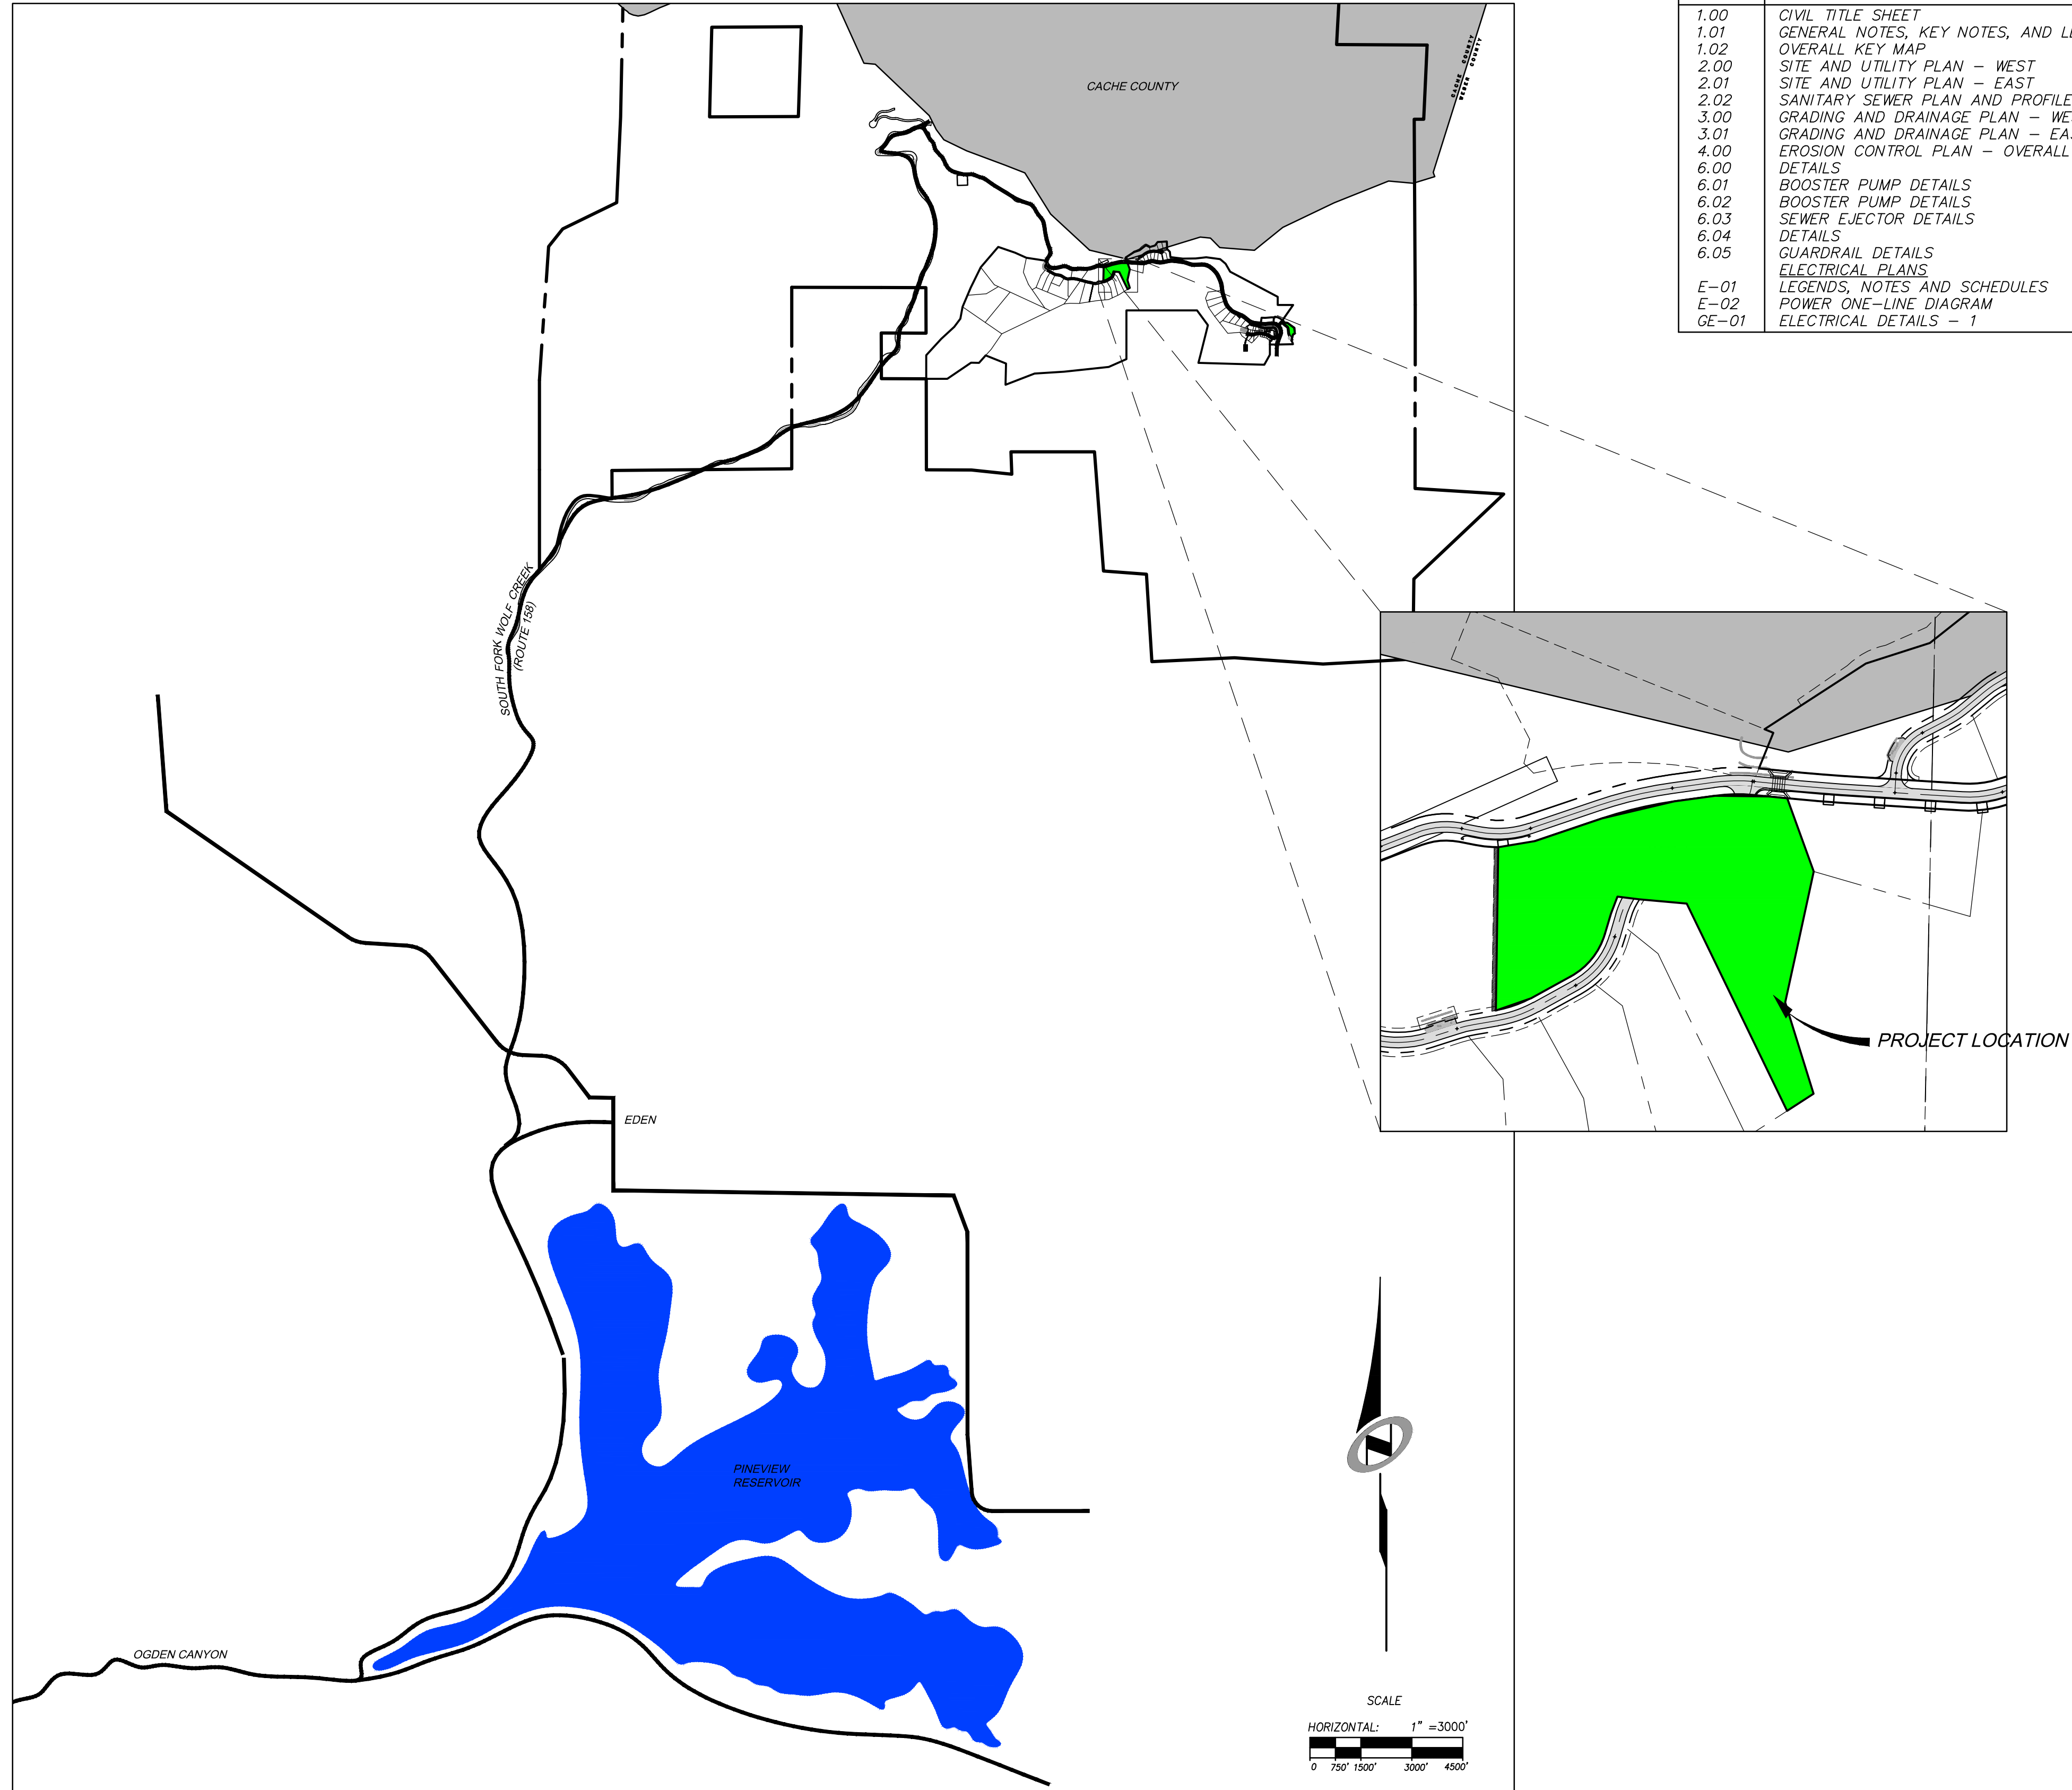 1.00 CIVIL TITLE SHEET
1.01 GENERAL NOTES, KEY NOTES, AND
1.02 OVERALL KEY MAP
2.00 SITE AND UTILITY PLAN – WEST
2.01 SITE AND UTILITY PLAN – EAST
2.02 SANITARY SEWER PLAN AND PROFILE
3.00 GRADING AND DRAINAGE PLAN –
3.01 GRADING AND DRAINAGE PLAN –
4.00 EROSION CONTROL PLAN – OVERALL
6.00 DETAILS
6.01 BOOSTER PUMP DETAILS
6.02 BOOSTER PUMP DETAILS
6.03 SEWER EJECTOR DETAILS
6.04 DETAILS
6.05 GUARDRAIL DETAILS
ELECTRICAL PLANS
E-01 LEGENDS, NOTES AND SCHEDULES
E-02 POWER ONE-LINE DIAGRAM
GE-01 ELECTRICAL DETAILS – 1
CACHE COUNTY
CACHE COUNTY
WEBER COUNTY
SOUTH FORK WOLF CREEK
(ROUTE 158)
PROJECT LOCATION
EDEN
PINEVIEW
RESERVOIR
OGDEN CANYON
N
SCALE
HORIZONTAL: 1" =3000'
0 750' 1500' 3000' 4500'